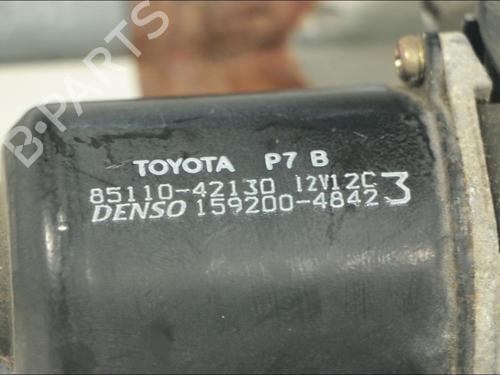 B-PARTS
TOYOTA P7 B
85110-42130 12V12C
DENSO 159200-4842 3